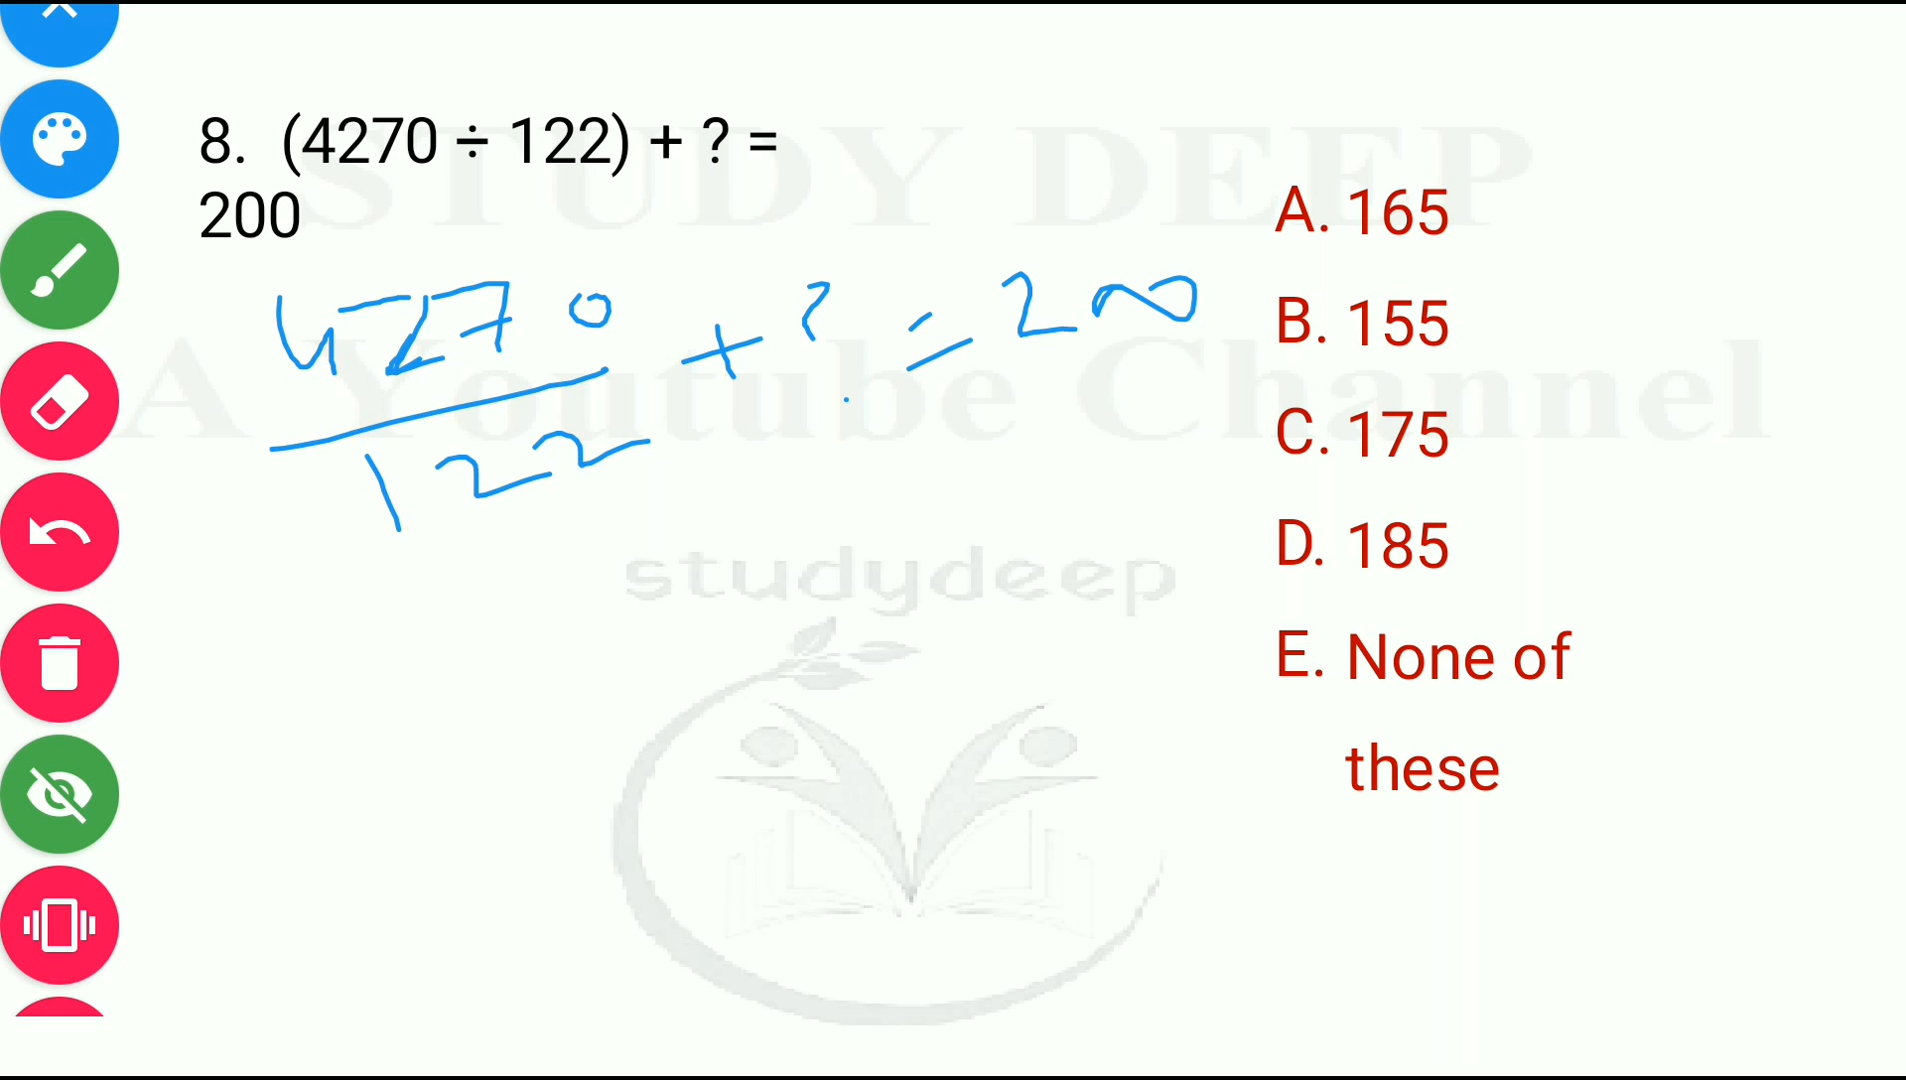 STUDY DEEP
A Youtube Channel
8. (4270 ÷ 122) + ? =
200
4270 + ? = 200
122
A. 165
B. 155
C. 175
D. 185
E. None of
these
studydeep